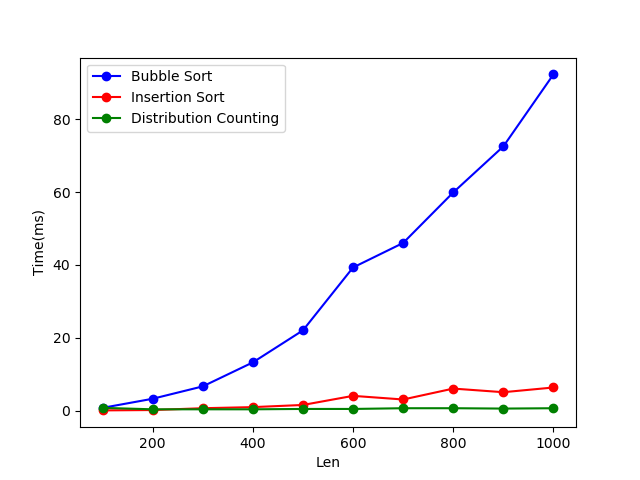 Bubble Sort
Insertion Sort
Distribution Counting
80
60
40
20
0
Time(ms)
200 400 600 800 1000
Len